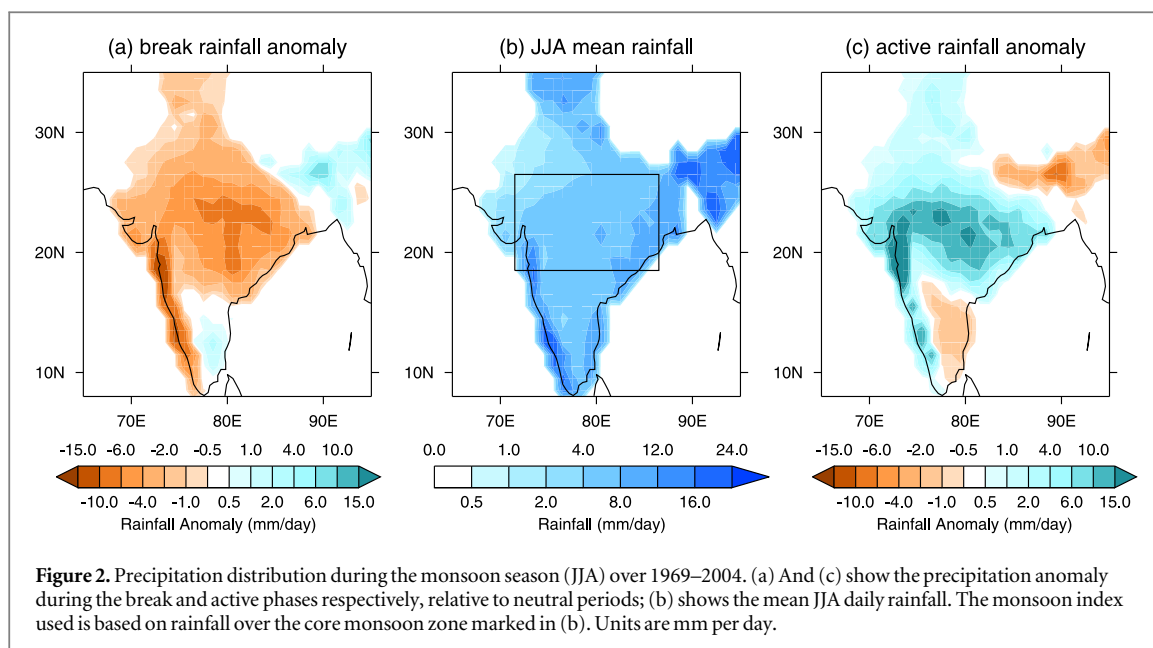 (a) break rainfall anomaly
(b) JJA mean rainfall
(c) active rainfall anomaly
30N
20N
10N
70E 80E 90E
30N
20N
10N
70E 80E 90E
30N
20N
10N
70E 80E 90E
-15.0 -6.0 -2.0 -0.5 1.0 4.0 10.0
-10.0 -4.0 -1.0 0.5 2.0 6.0 15.0
Rainfall Anomaly (mm/day)
0.0 1.0 4.0 12.0 24.0
0.5 2.0 8.0 16.0
Rainfall (mm/day)
-15.0 -6.0 -2.0 -0.5 1.0 4.0 10.0
-10.0 -4.0 -1.0 0.5 2.0 6.0 15.0
Rainfall Anomaly (mm/day)
Figure 2. Precipitation distribution during the monsoon season (JJA) over 1969–2004. (a) And (c) show the precipitation anomaly
during the break and active phases respectively, relative to neutral periods; (b) shows the mean JJA daily rainfall. The monsoon index
used is based on rainfall over the core monsoon zone marked in (b). Units are mm per day.